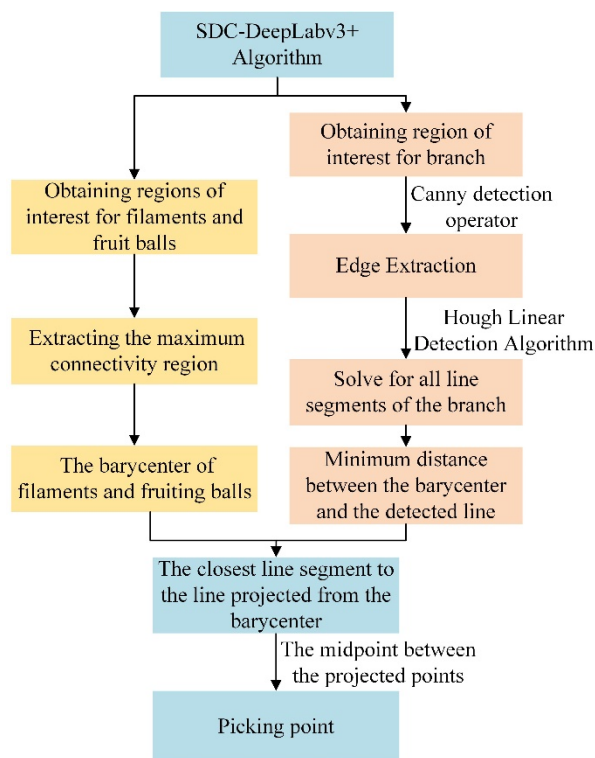 SDC-DeepLabv3+
Algorithm
Obtaining region of
interest for branch
Canny detection
operator
Obtaining regions of
interest for filaments and
fruit balls
Edge Extraction
Hough Linear
Detection Algorithm
Extracting the maximum
connectivity region
Solve for all line
segments of the branch
The barycenter of
filaments and fruiting balls
Minimum distance
between the barycenter
and the detected line
The closest line segment to
the line projected from the
barycenter
The midpoint between
the projected points
Picking point